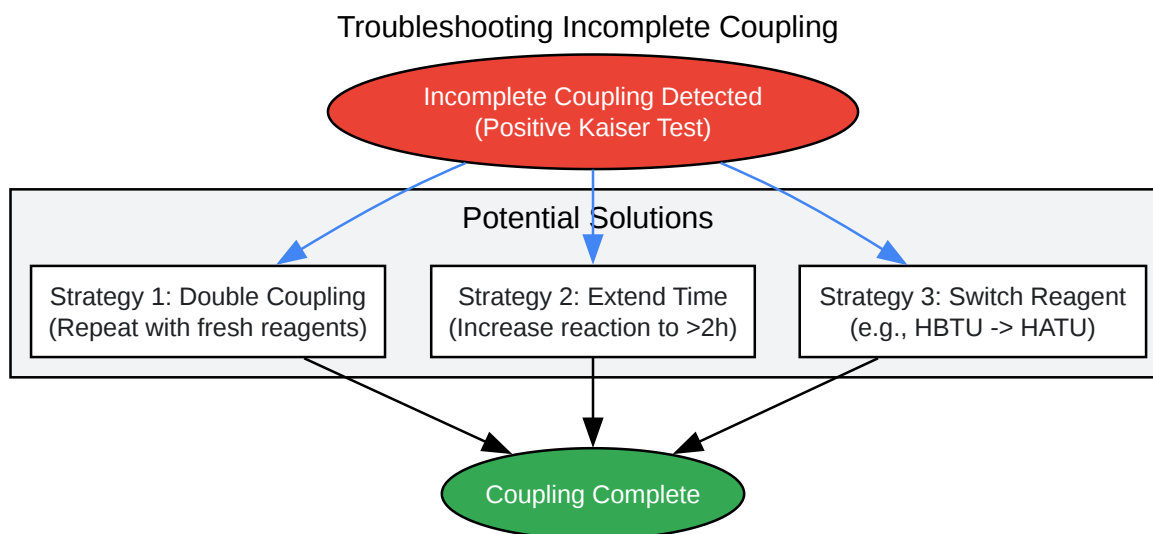 Troubleshooting Incomplete Coupling
Incomplete Coupling Detected
(Positive Kaiser Test)
Potential Solutions
Strategy 1: Double Coupling
(Repeat with fresh reagents)
Strategy 2: Extend Time
(Increase reaction to >2h)
Strategy 3: Switch Reagent
(e.g., HBTU -> HATU)
Coupling Complete